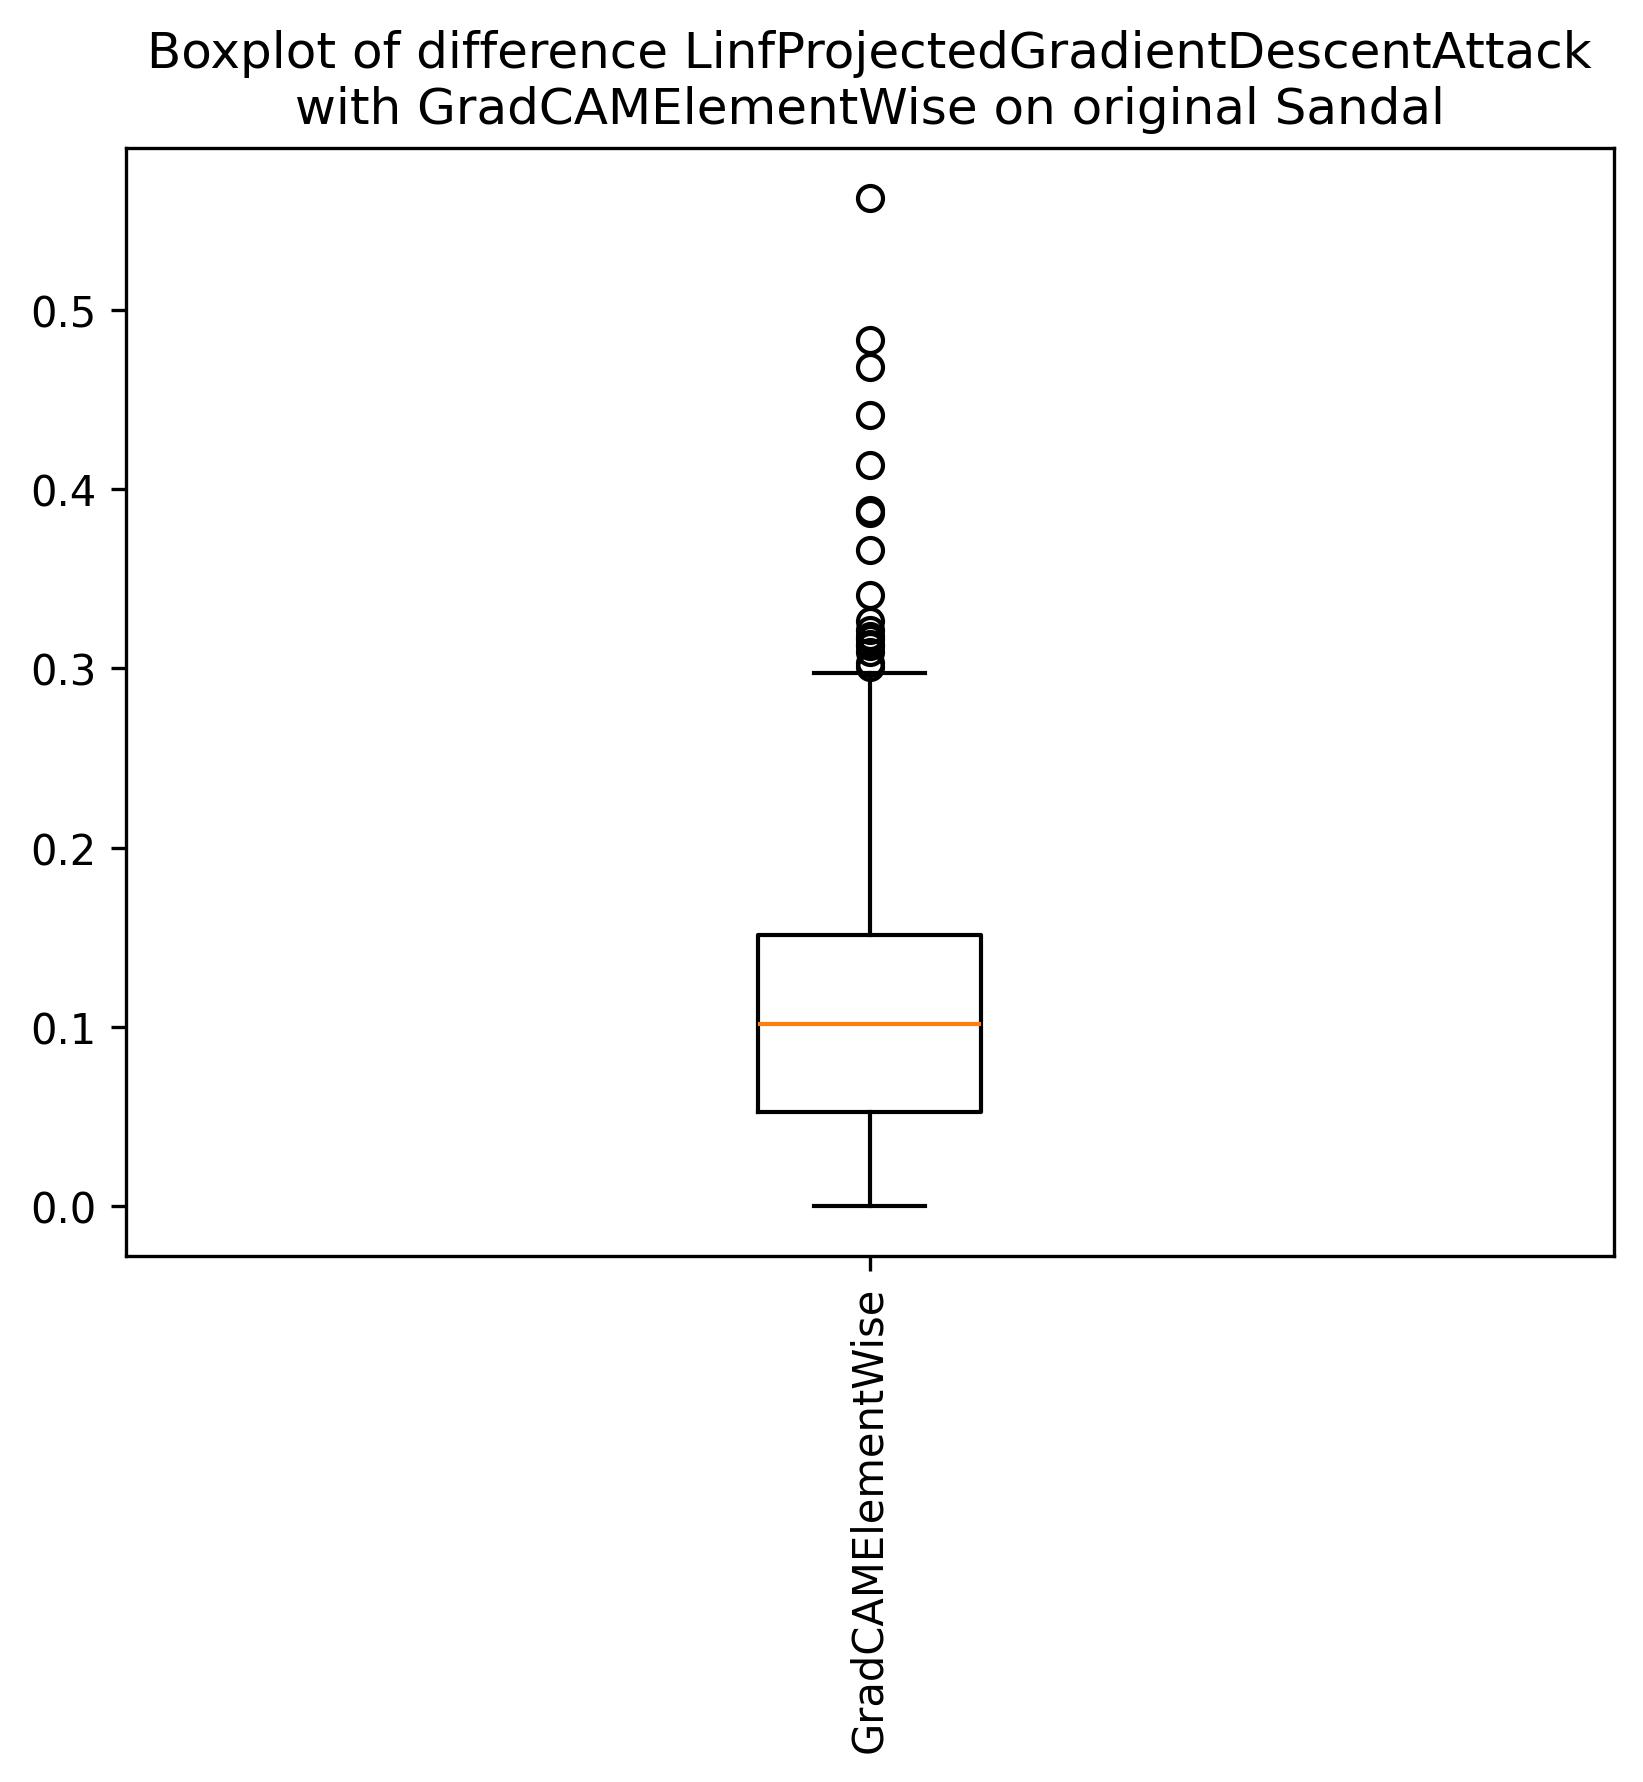 Boxplot of difference LinfProjectedGradientDescentAttack
with GradCAMElementWise on original Sandal
0.5
0.4
0.3
0.2
0.1
0.0
GradCAMElementWise